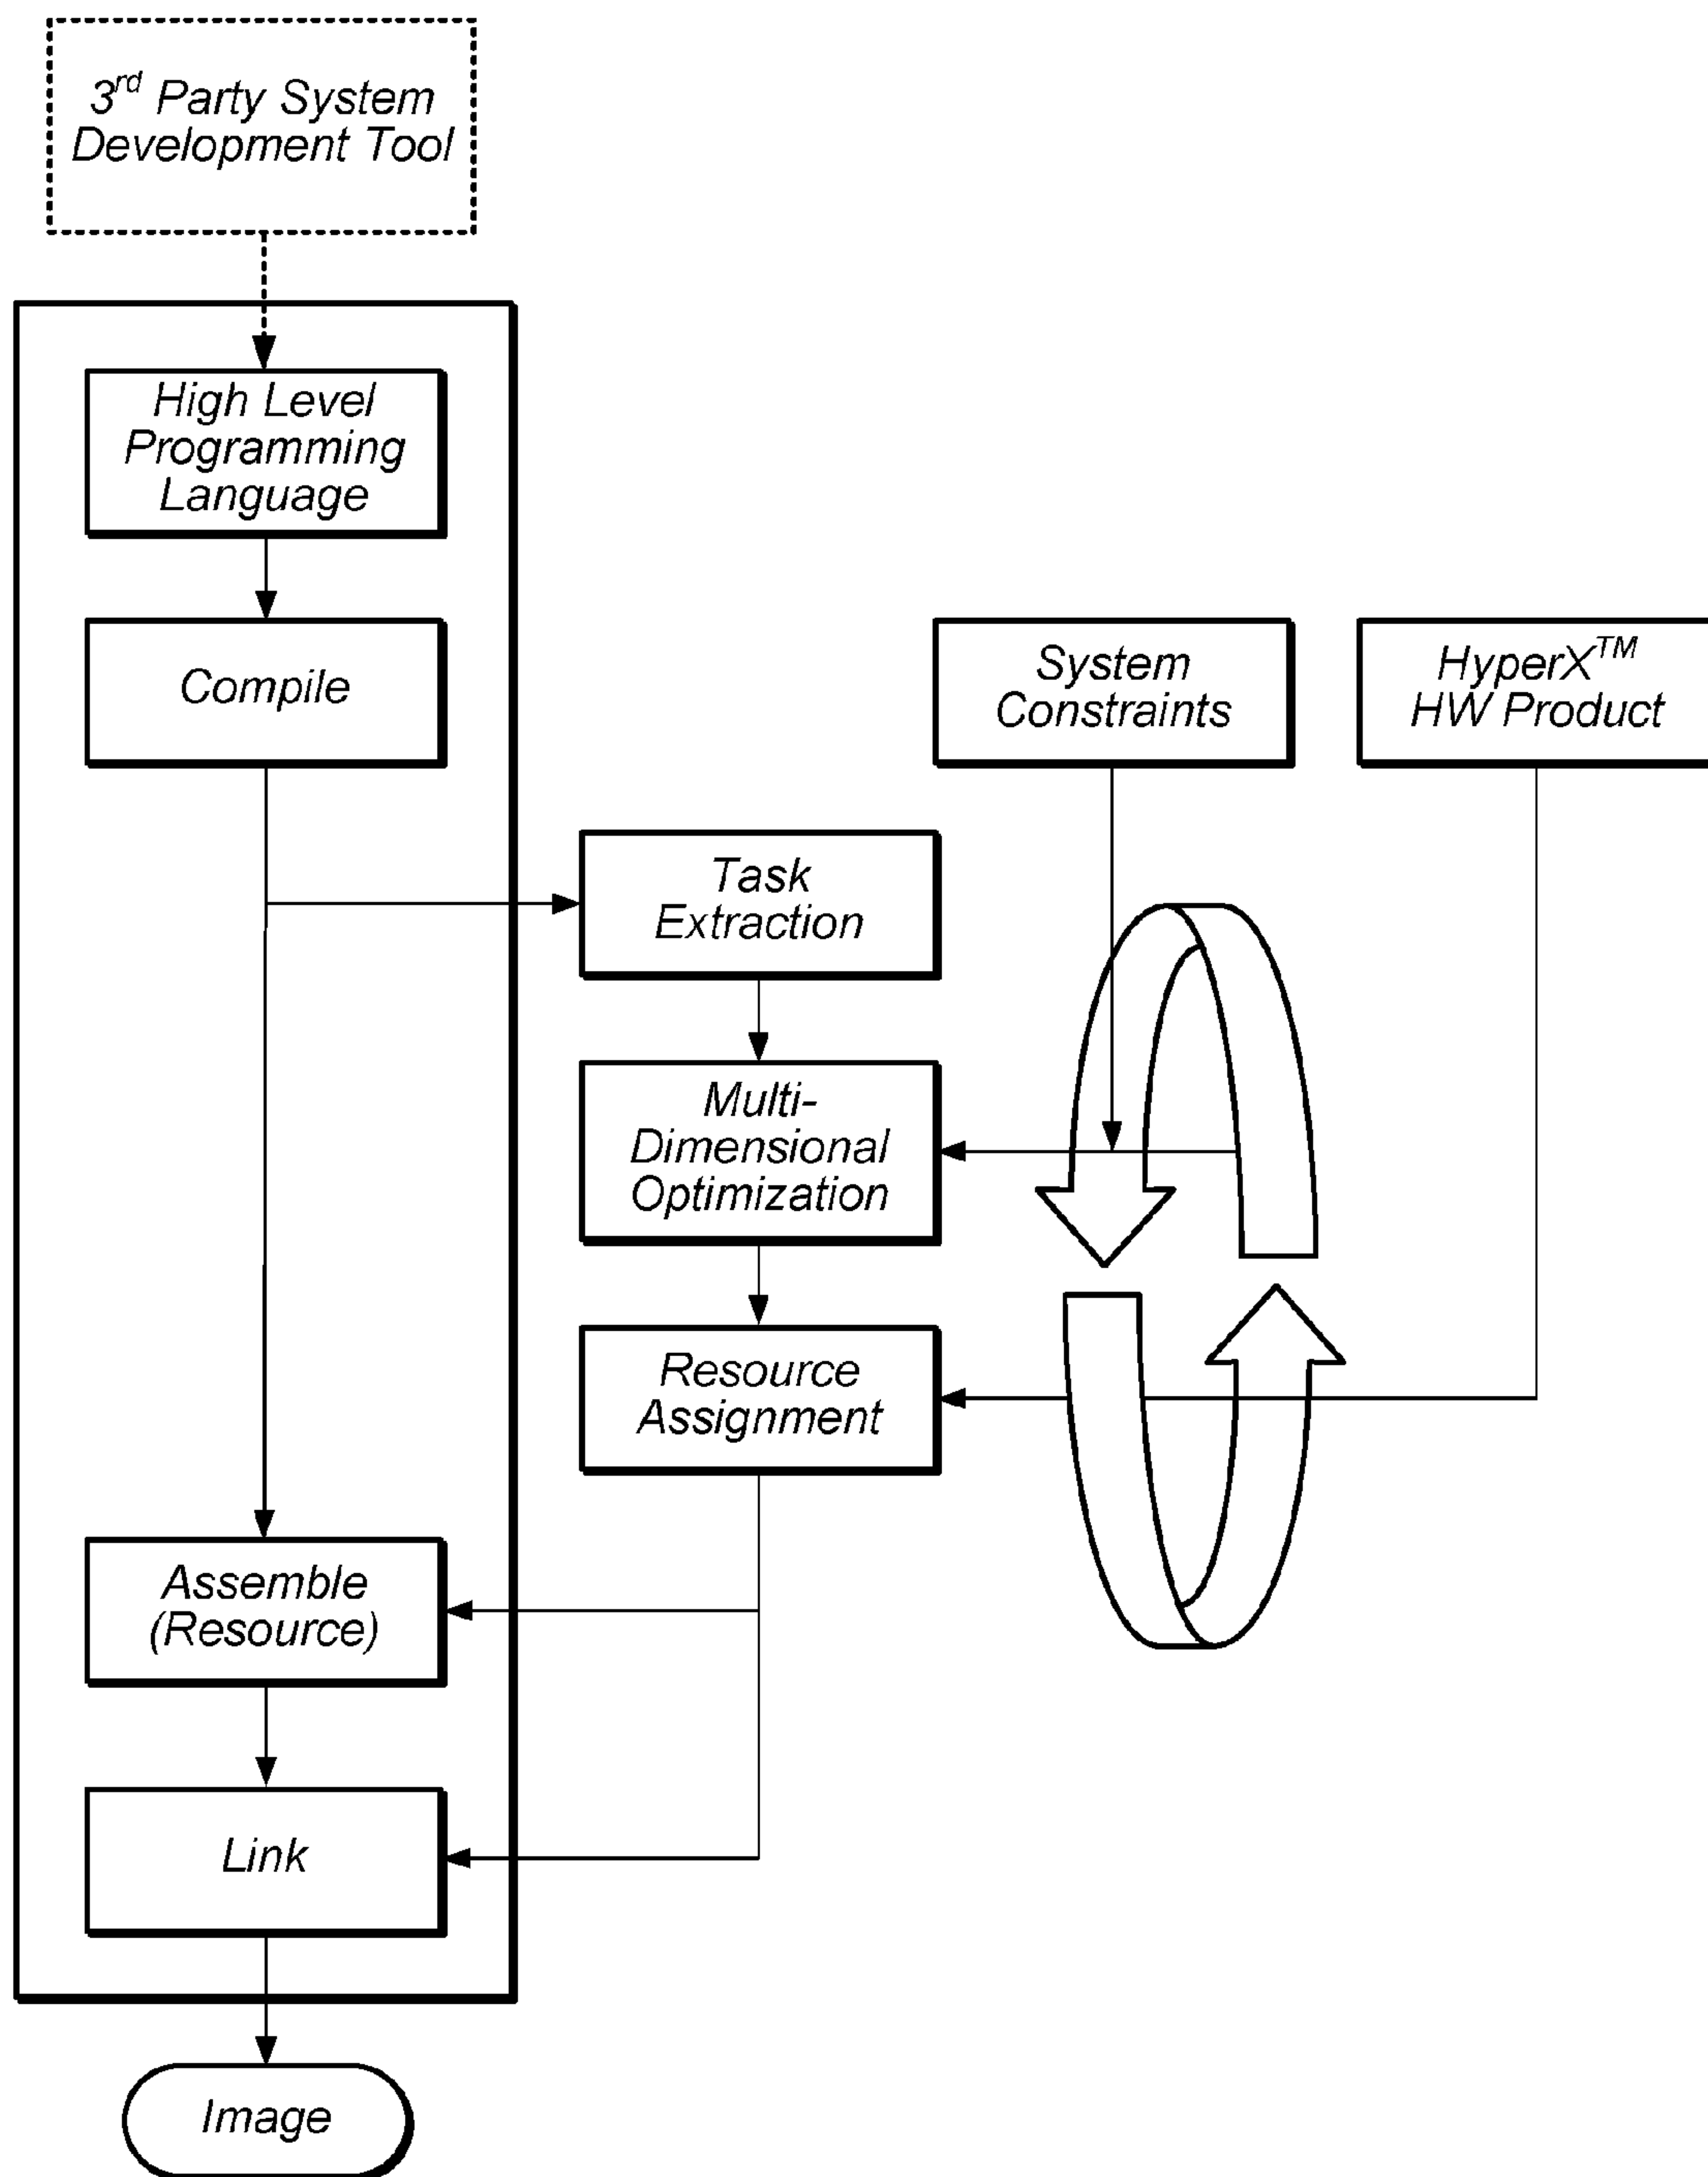 3rd Party System
Development Tool
High Level
Programming
Language
Compile
System
Constraints
HyperX™
HW Product
Task
Extraction
Multi-
Dimensional
Optimization
Resource
Assignment
Assemble
(Resource)
Link
Image